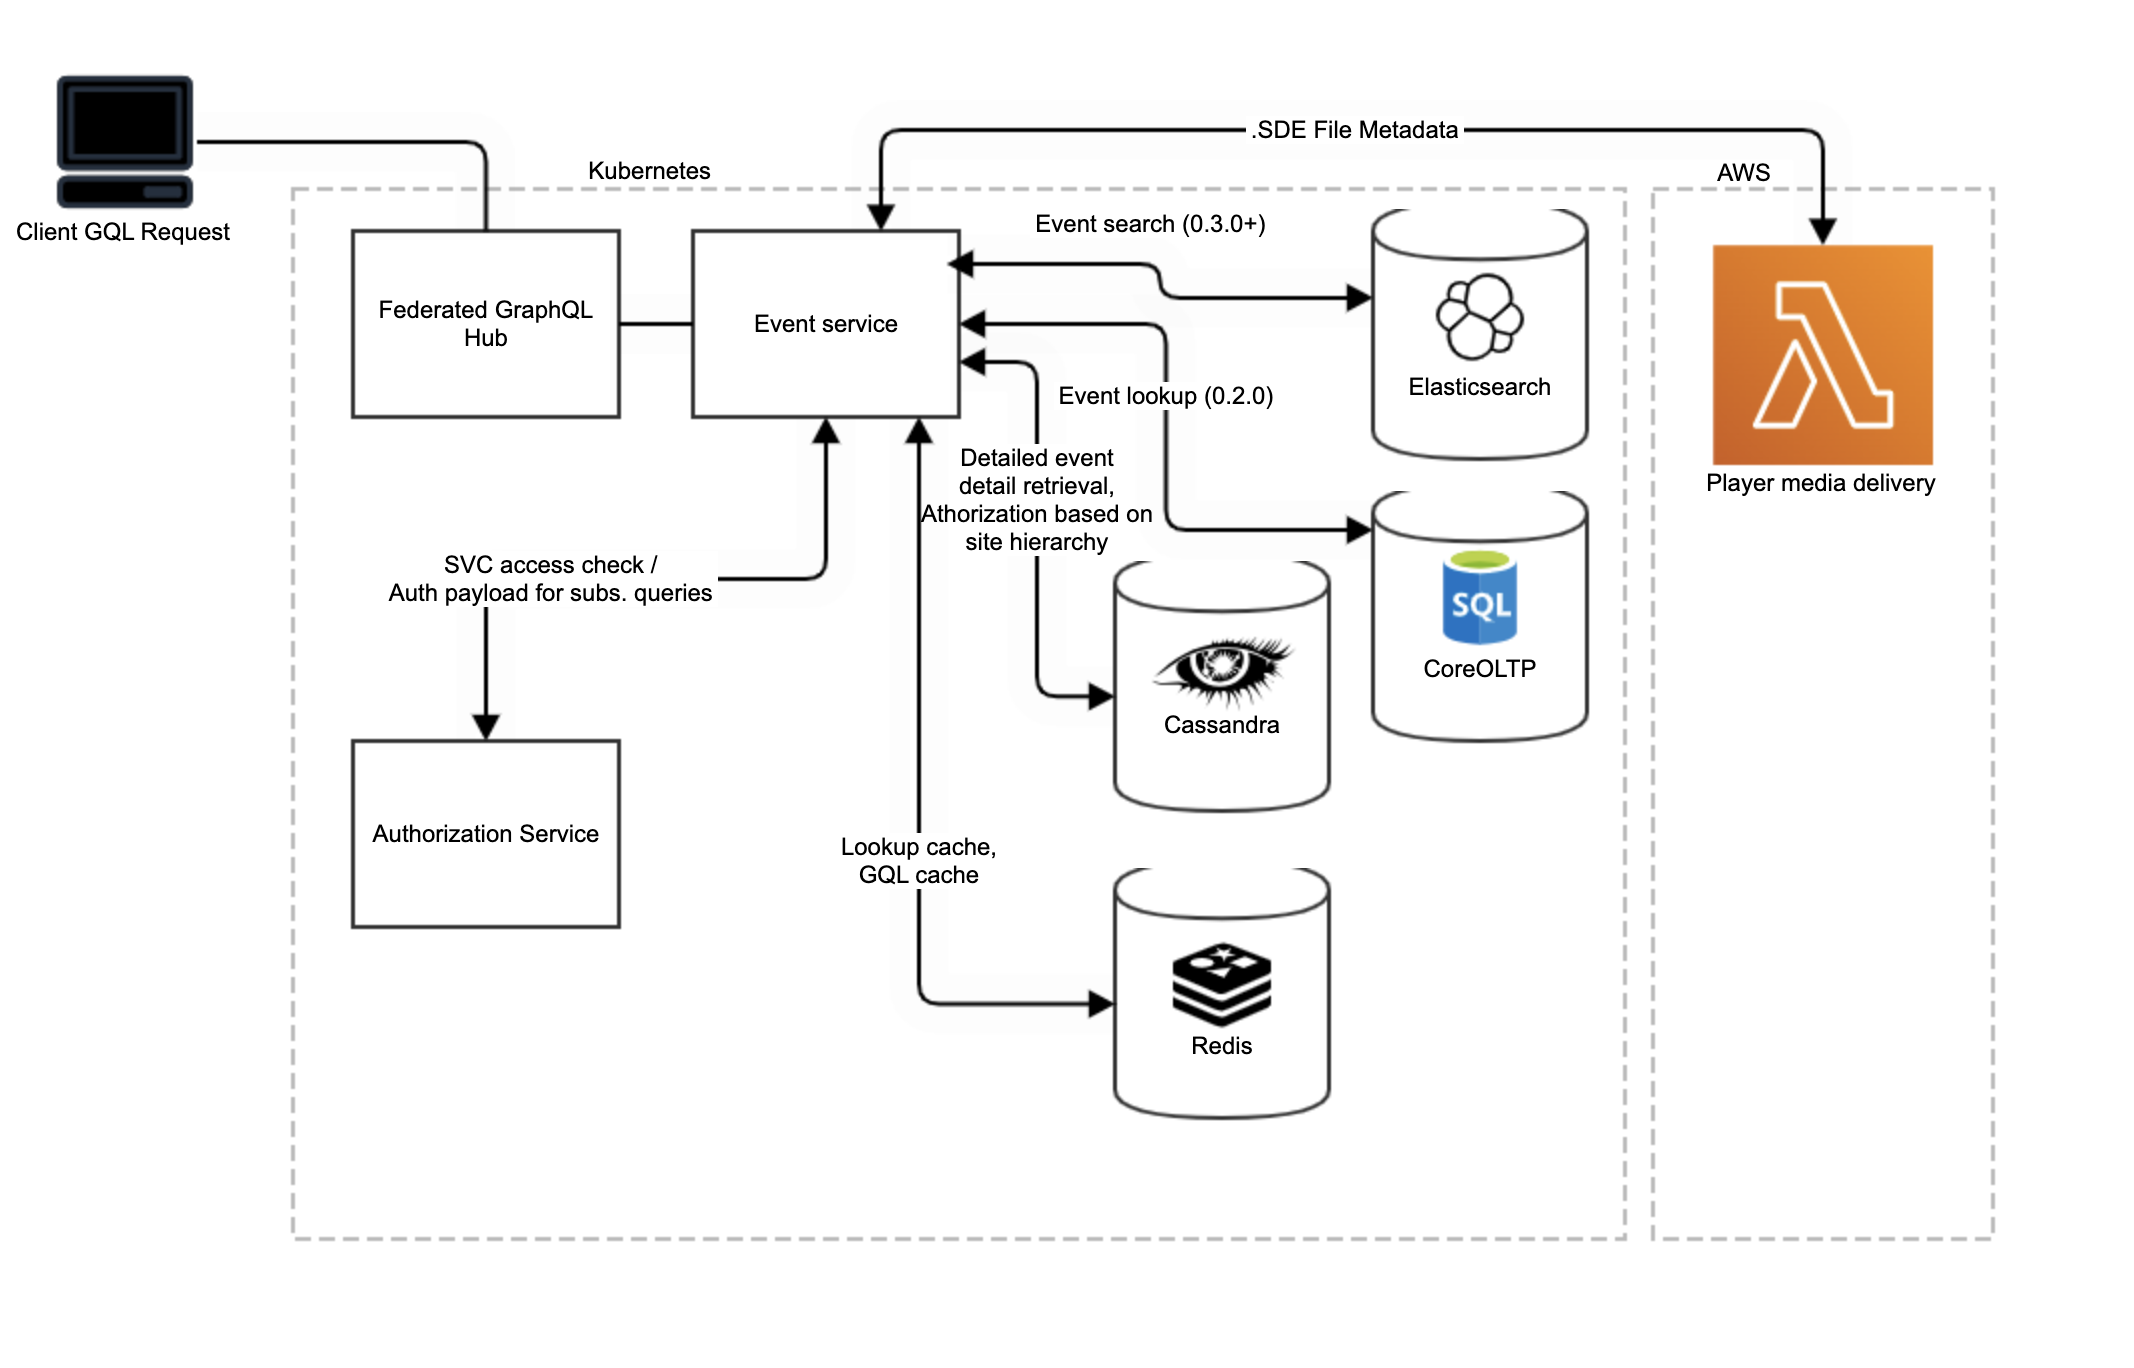 .SDE File Metadata
Kubernetes
AWS
Client GQL Request
Event search (0.3.0+)
Federated GraphQL
Hub
Event service
Elasticsearch
Event lookup (0.2.0)
Player media delivery
Detailed event
detail retrieval,
Athorization based on
site hierarchy
SVC access check /
Auth payload for subs. queries
SQL
CoreOLTP
Cassandra
Authorization Service
Lookup cache,
GQL cache
Redis